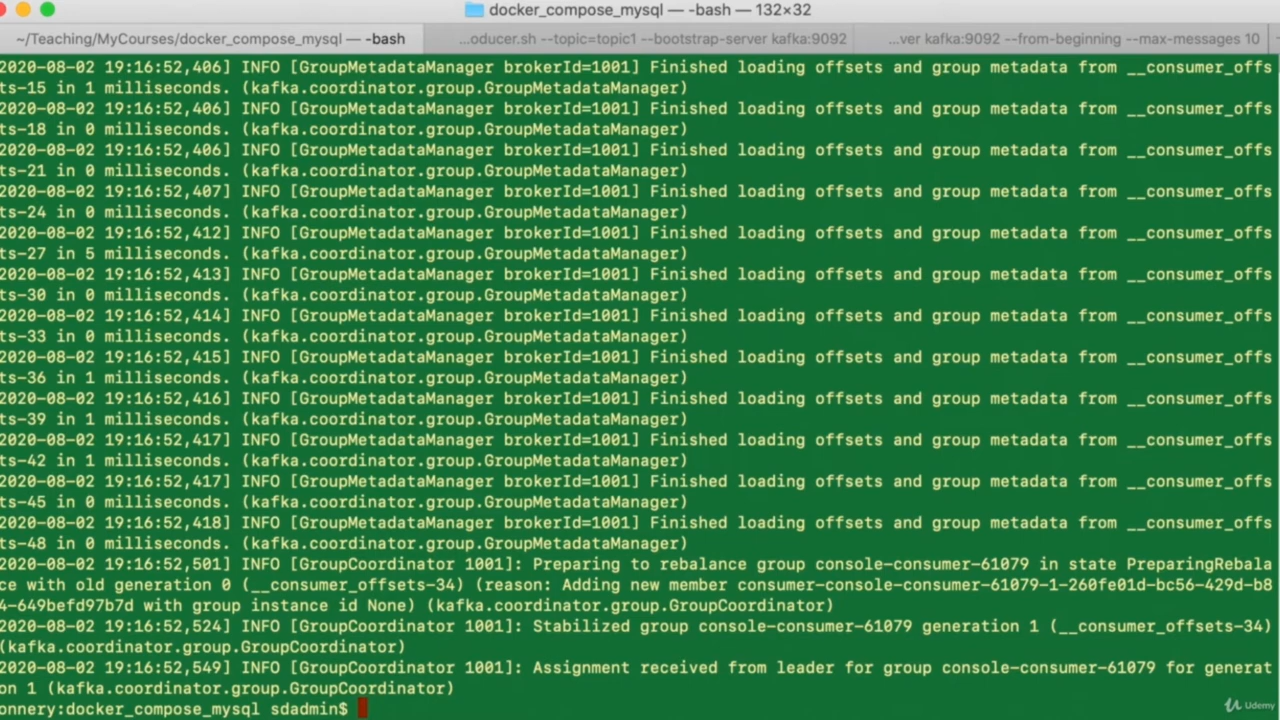 docker_compose_mysql — -bash — 132×32
~/Teaching/MyCourses/docker_compose_mysql — -bash
...oducer.sh --topic=topic1 --bootstrap-server kafka:9092
...ver kafka:9092 --from-beginning --max-messages 10
2020-08-02 19:16:52,406] INFO [GroupMetadataManager brokerId=1001] Finished loading offsets and group metadata from __consumer_offs
ts-15 in 1 milliseconds. (kafka.coordinator.group.GroupMetadataManager)
2020-08-02 19:16:52,406] INFO [GroupMetadataManager brokerId=1001] Finished loading offsets and group metadata from __consumer_offs
ts-18 in 0 milliseconds. (kafka.coordinator.group.GroupMetadataManager)
2020-08-02 19:16:52,406] INFO [GroupMetadataManager brokerId=1001] Finished loading offsets and group metadata from __consumer_offs
ts-21 in 0 milliseconds. (kafka.coordinator.group.GroupMetadataManager)
2020-08-02 19:16:52,407] INFO [GroupMetadataManager brokerId=1001] Finished loading offsets and group metadata from __consumer_offs
ts-24 in 0 milliseconds. (kafka.coordinator.group.GroupMetadataManager)
2020-08-02 19:16:52,412] INFO [GroupMetadataManager brokerId=1001] Finished loading offsets and group metadata from __consumer_offs
ts-27 in 5 milliseconds. (kafka.coordinator.group.GroupMetadataManager)
2020-08-02 19:16:52,413] INFO [GroupMetadataManager brokerId=1001] Finished loading offsets and group metadata from __consumer_offs
ts-30 in 0 milliseconds. (kafka.coordinator.group.GroupMetadataManager)
2020-08-02 19:16:52,414] INFO [GroupMetadataManager brokerId=1001] Finished loading offsets and group metadata from __consumer_offs
ts-33 in 0 milliseconds. (kafka.coordinator.group.GroupMetadataManager)
2020-08-02 19:16:52,415] INFO [GroupMetadataManager brokerId=1001] Finished loading offsets and group metadata from __consumer_offs
ts-36 in 1 milliseconds. (kafka.coordinator.group.GroupMetadataManager)
2020-08-02 19:16:52,416] INFO [GroupMetadataManager brokerId=1001] Finished loading offsets and group metadata from __consumer_offs
ts-39 in 1 milliseconds. (kafka.coordinator.group.GroupMetadataManager)
2020-08-02 19:16:52,417] INFO [GroupMetadataManager brokerId=1001] Finished loading offsets and group metadata from __consumer_offs
ts-42 in 1 milliseconds. (kafka.coordinator.group.GroupMetadataManager)
2020-08-02 19:16:52,417] INFO [GroupMetadataManager brokerId=1001] Finished loading offsets and group metadata from __consumer_offs
ts-45 in 0 milliseconds. (kafka.coordinator.group.GroupMetadataManager)
2020-08-02 19:16:52,418] INFO [GroupMetadataManager brokerId=1001] Finished loading offsets and group metadata from __consumer_offs
ts-48 in 0 milliseconds. (kafka.coordinator.group.GroupMetadataManager)
2020-08-02 19:16:52,501] INFO [GroupCoordinator 1001]: Preparing to rebalance group console-consumer-61079 in state PreparingRebala
ce with old generation 0 (__consumer_offsets-34) (reason: Adding new member consumer-console-consumer-61079-1-260fe01d-bc56-429d-b8
4-649befd97b7d with group instance id None) (kafka.coordinator.group.GroupCoordinator)
2020-08-02 19:16:52,524] INFO [GroupCoordinator 1001]: Stabilized group console-consumer-61079 generation 1 (__consumer_offsets-34)
(kafka.coordinator.group.GroupCoordinator)
2020-08-02 19:16:52,549] INFO [GroupCoordinator 1001]: Assignment received from leader for group console-consumer-61079 for generat
on 1 (kafka.coordinator.group.GroupCoordinator)
onnery:docker_compose_mysql sdadmin$
Udemy